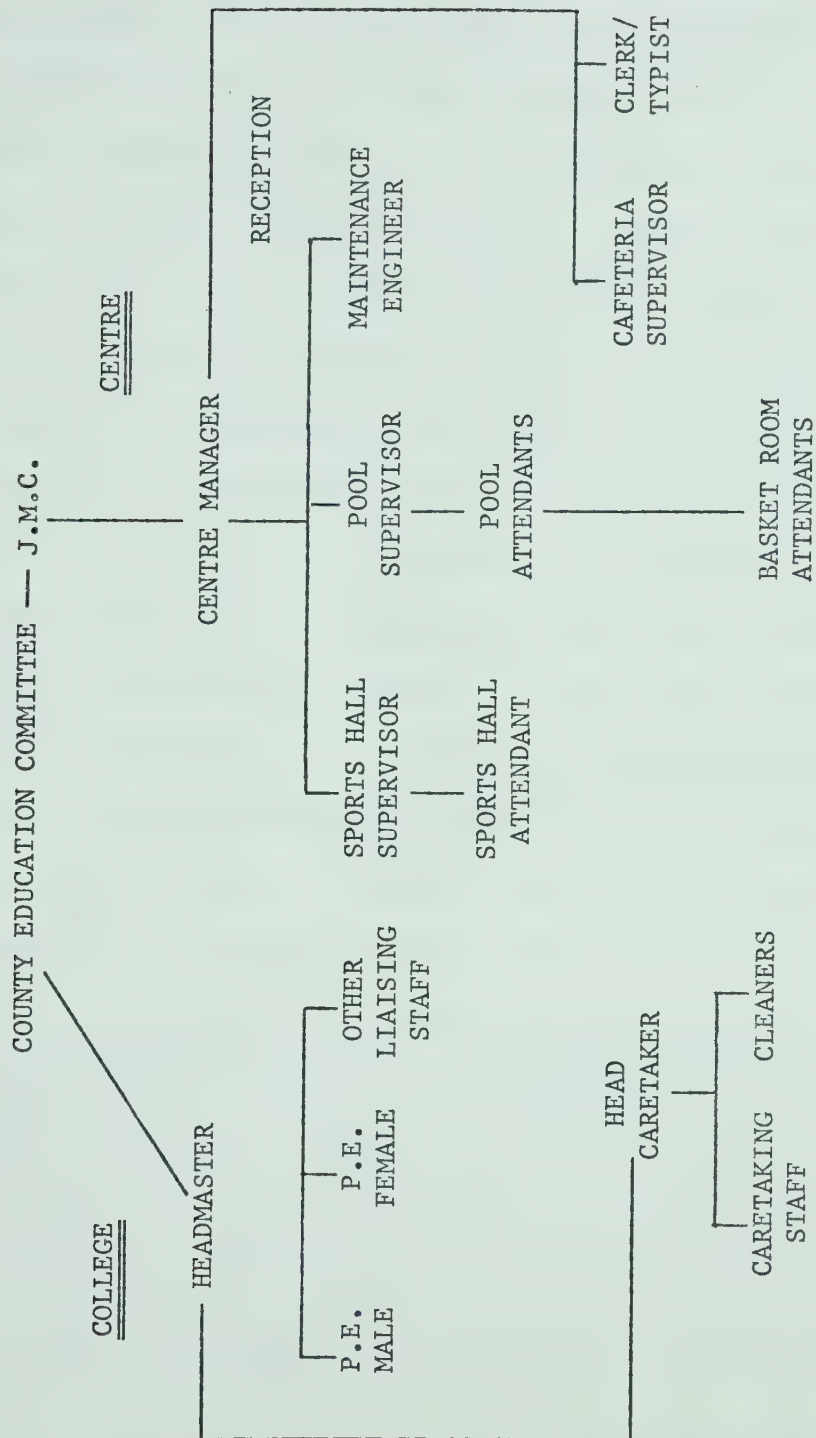 COUNTY EDUCATION COMMITTEE — J.M.C.
COLLEGE
CENTRE
HEADMASTER
CENTRE MANAGER
RECEPTION
P.E.
MALE
P.E.
FEMALE
OTHER
LIAISING
STAFF
SPORTS HALL
SUPERVISOR
POOL
SUPERVISOR
MAINTENANCE
ENGINEER
SPORTS HALL
ATTENDANT
POOL
ATTENDANTS
HEAD
CARETAKER
CAFETERIA
SUPERVISOR
CLERK/
TYPIST
CARETAKING
STAFF
CLEANERS
BASKET ROOM
ATTENDANTS